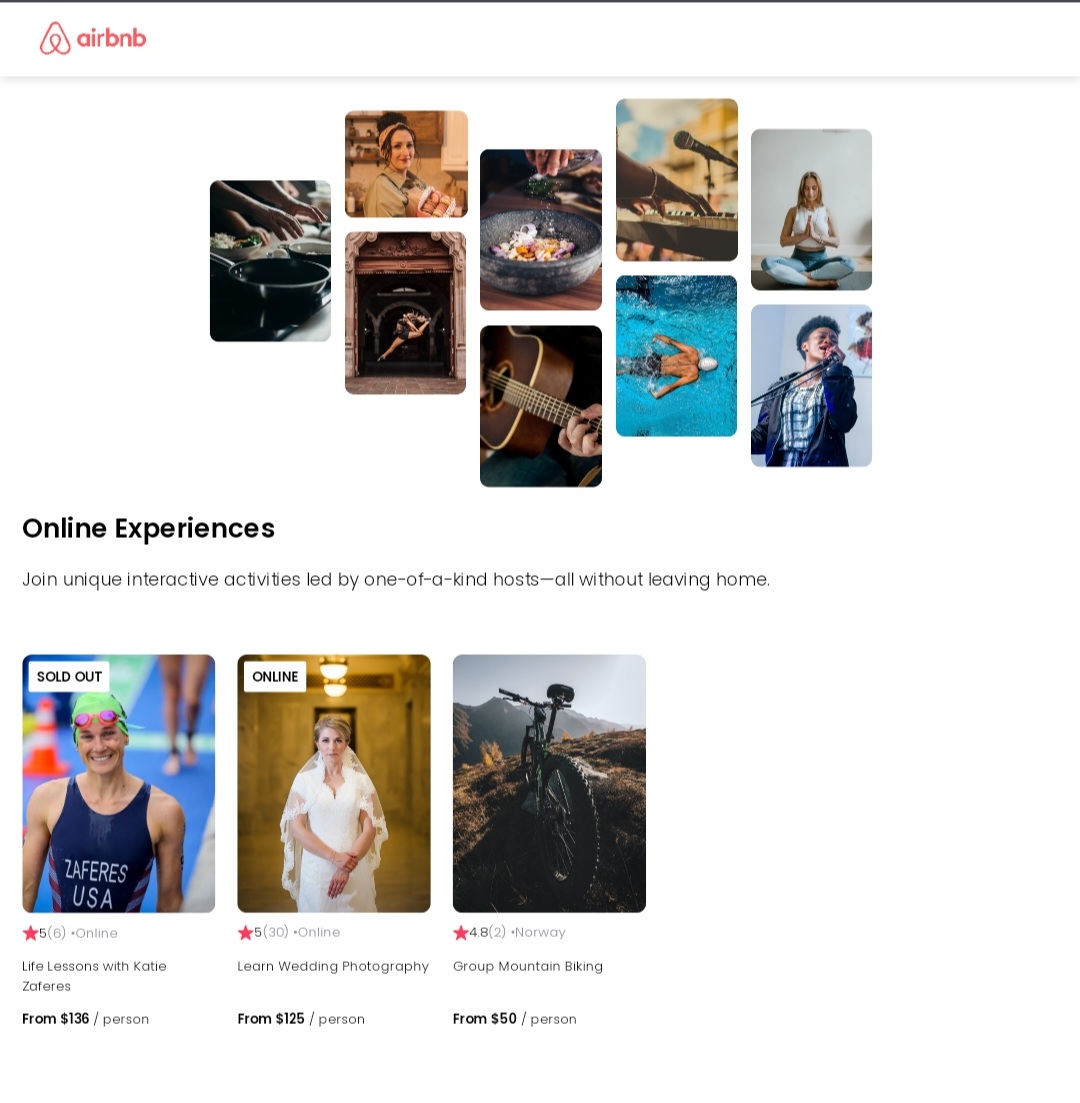 airbnb
Online Experiences
Join unique interactive activities led by one-of-a-kind hosts—all without leaving home.
SOLD OUT
ZAFERES
USA
5(6) •Online
Life Lessons with Katie
Zaferes
From $136 / person
ONLINE
5(30) •Online
Learn Wedding Photography
From $125 / person
4.8(2) •Norway
Group Mountain Biking
From $50 / person